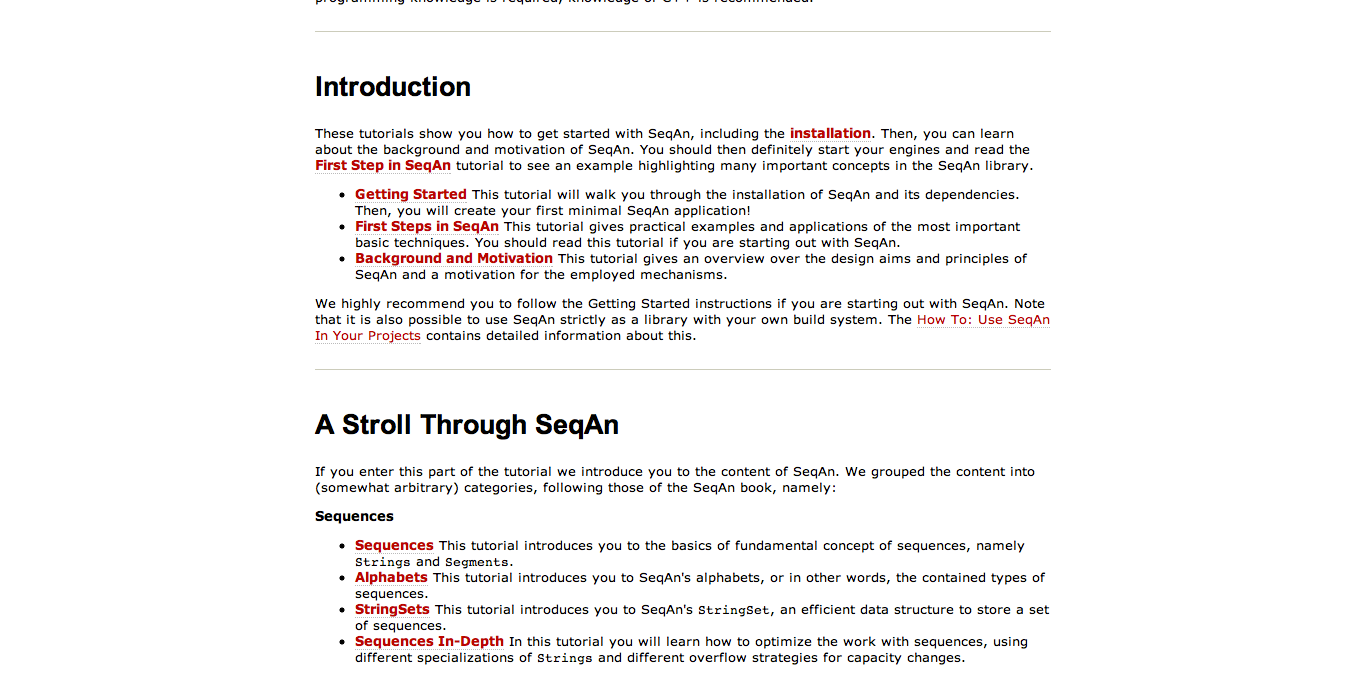 programming knowledge is required, knowledge of C++ is recommended.
Introduction
These tutorials show you how to get started with SeqAn, including the installation. Then, you can learn
about the background and motivation of SeqAn. You should then definitely start your engines and read the
First Step in SeqAn tutorial to see an example highlighting many important concepts in the SeqAn library.
• Getting Started This tutorial will walk you through the installation of SeqAn and its dependencies.
Then, you will create your first minimal SeqAn application!
• First Steps in SeqAn This tutorial gives practical examples and applications of the most important
basic techniques. You should read this tutorial if you are starting out with SeqAn.
• Background and Motivation This tutorial gives an overview over the design aims and principles of
SeqAn and a motivation for the employed mechanisms.
We highly recommend you to follow the Getting Started instructions if you are starting out with SeqAn. Note
that it is also possible to use SeqAn strictly as a library with your own build system. The How To: Use SeqAn
In Your Projects contains detailed information about this.
A Stroll Through SeqAn
If you enter this part of the tutorial we introduce you to the content of SeqAn. We grouped the content into
(somewhat arbitrary) categories, following those of the SeqAn book, namely:
Sequences
• Sequences This tutorial introduces you to the basics of fundamental concept of sequences, namely
Strings and Segments.
• Alphabets This tutorial introduces you to SeqAn's alphabets, or in other words, the contained types of
sequences.
• StringSets This tutorial introduces you to SeqAn's StringSet, an efficient data structure to store a set
of sequences.
• Sequences In-Depth In this tutorial you will learn how to optimize the work with sequences, using
different specializations of Strings and different overflow strategies for capacity changes.